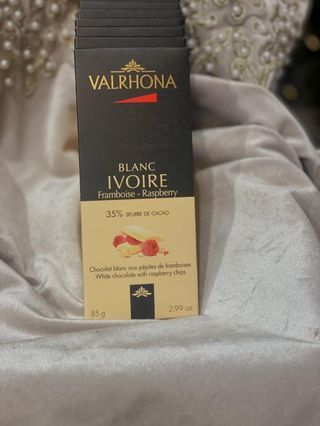 VALRHONA
BLANC
IVOIRE
Framboise - Raspberry
35% BEURRE DE CACAO
Chocolat blanc aux pépites de framboises
White chocolate with raspberry chips
85 g 2.99 oz